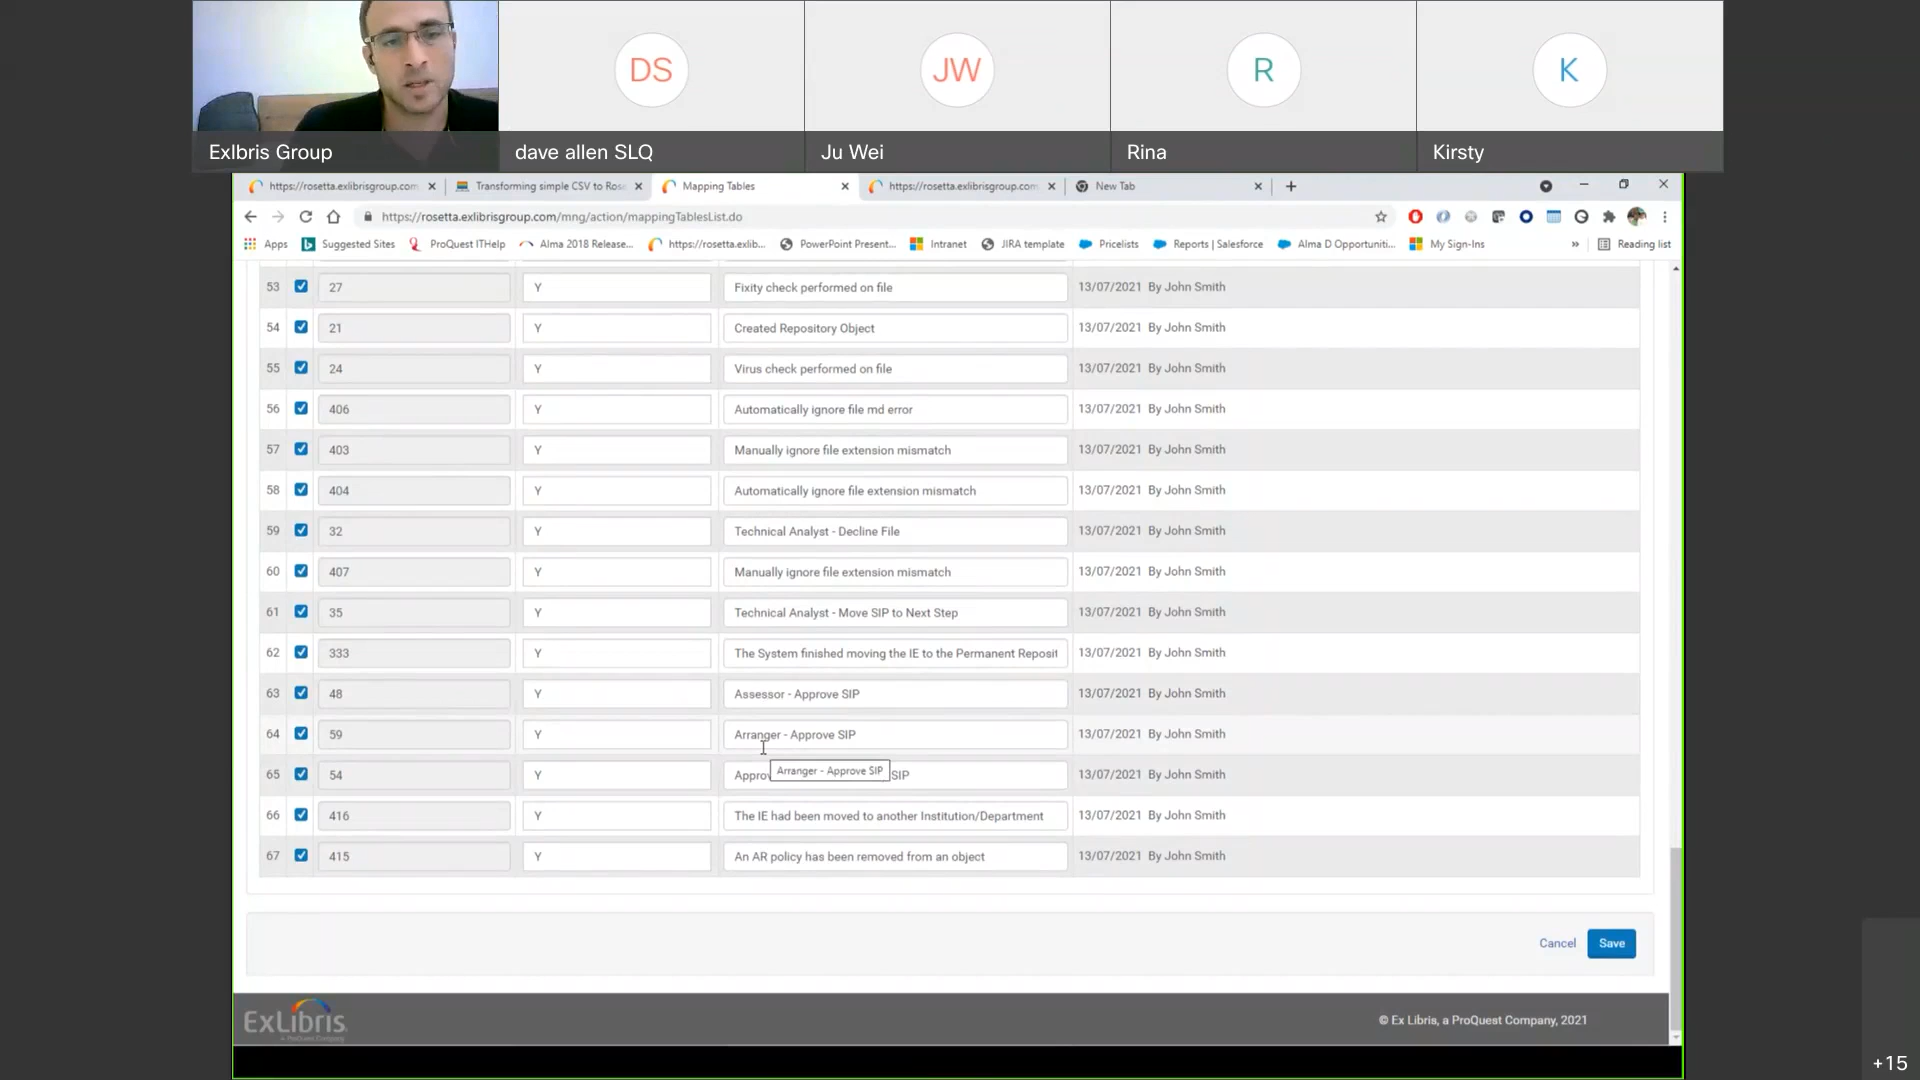 DS
JW
R
K
ExIbris Group
dave allen SLQ
Ju Wei
Rina
Kirsty
https://rosetta.exlibrisgroup.com
Transforming simple CSV to Rose
Mapping Tables
https://rosetta.exlibrisgroup.com
New Tab
https://rosetta.exlibrisgroup.com/mng/action/mappingTablesList.do
Apps
Suggested Sites
ProQuest ITHelp
Alma 2018 Release...
https://rosetta.exlib...
PowerPoint Present...
Intranet
JIRA template
Pricelists
Reports | Salesforce
Alma D Opportuniti...
My Sign-Ins
»
Reading list
53 27 Y Fixity check performed on file 13/07/2021 By John Smith
54 21 Y Created Repository Object 13/07/2021 By John Smith
55 24 Y Virus check performed on file 13/07/2021 By John Smith
56 406 Y Automatically ignore file md error 13/07/2021 By John Smith
57 403 Y Manually ignore file extension mismatch 13/07/2021 By John Smith
58 404 Y Automatically ignore file extension mismatch 13/07/2021 By John Smith
59 32 Y Technical Analyst - Decline File 13/07/2021 By John Smith
60 407 Y Manually ignore file extension mismatch 13/07/2021 By John Smith
61 35 Y Technical Analyst - Move SIP to Next Step 13/07/2021 By John Smith
62 333 Y The System finished moving the IE to the Permanent Reposit 13/07/2021 By John Smith
63 48 Y Assessor - Approve SIP 13/07/2021 By John Smith
64 59 Y Arranger - Approve SIP 13/07/2021 By John Smith
Arranger - Approve SIP
65 54 Y Approv SIP 13/07/2021 By John Smith
66 416 Y The IE had been moved to another Institution/Department 13/07/2021 By John Smith
67 415 Y An AR policy has been removed from an object 13/07/2021 By John Smith
Cancel
Save
ExLibris
a ProQuest Company
© Ex Libris, a ProQuest Company, 2021
+15